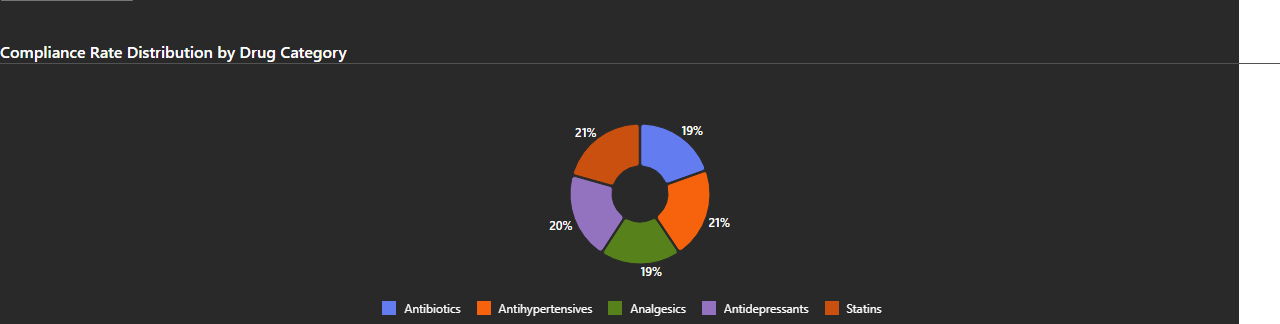 Compliance Rate Distribution by Drug Category
21%
19%
20%
21%
19%
Antibiotics Antihypertensives Analgesics Antidepressants Statins